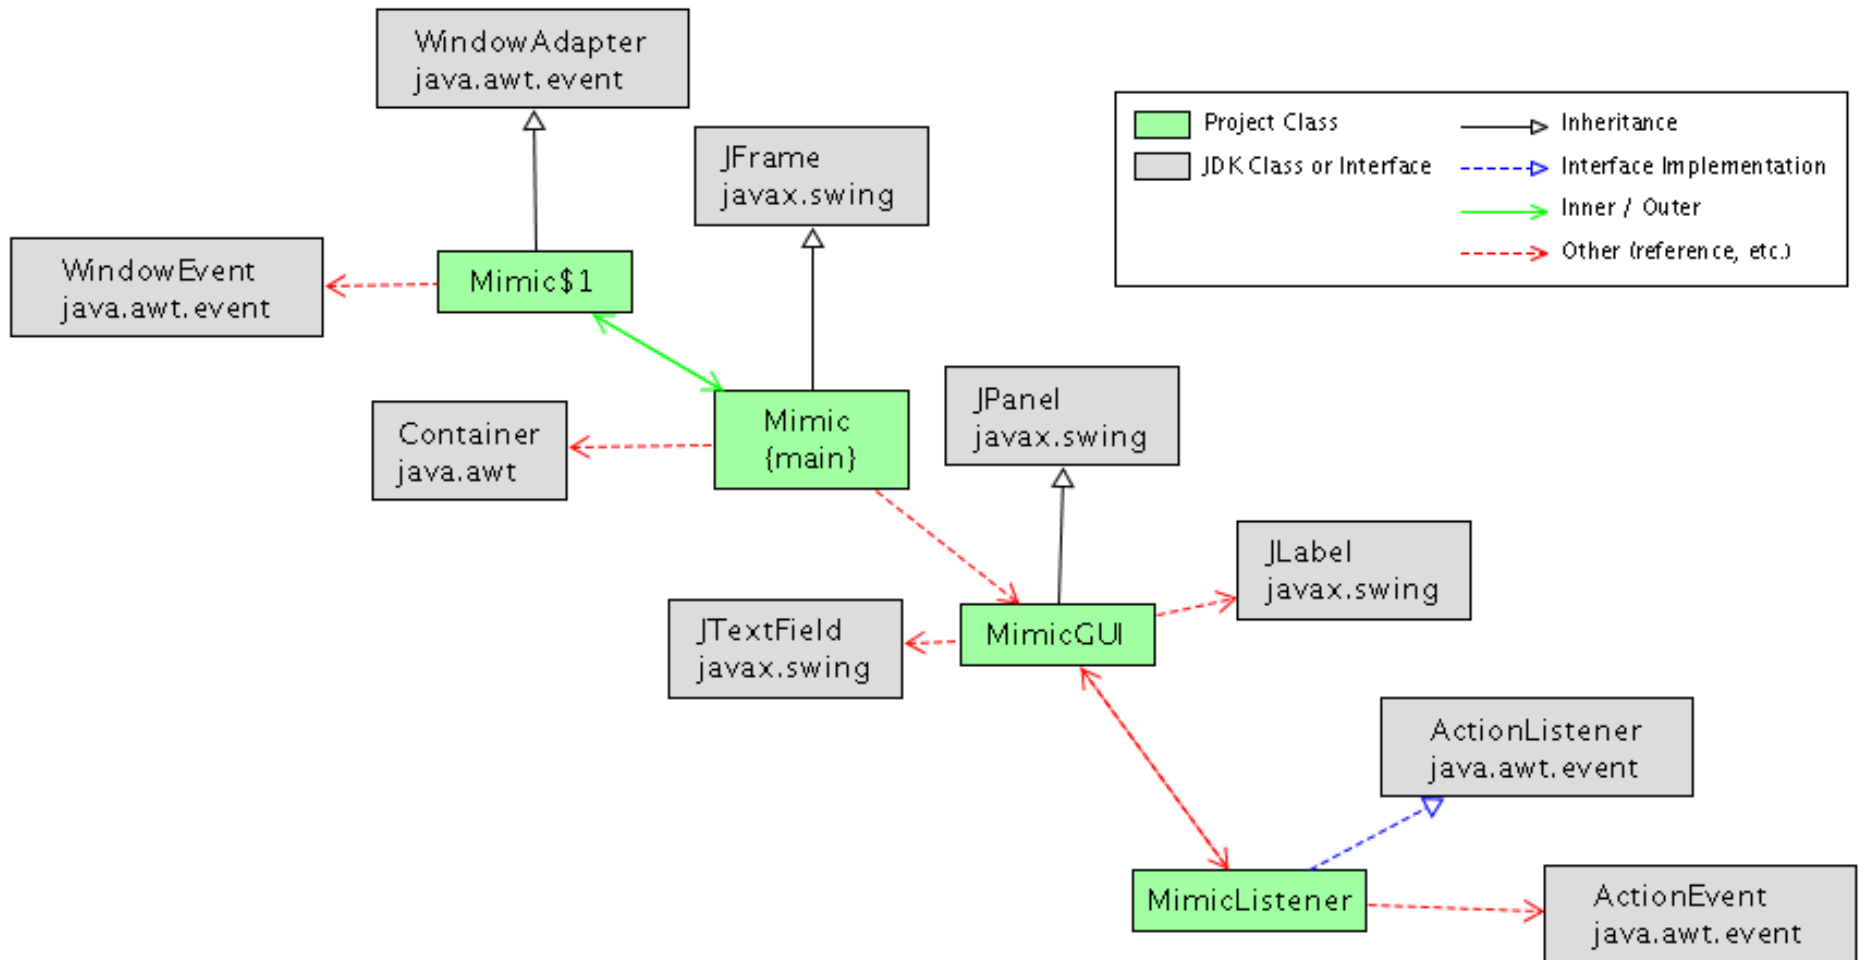 WindowAdapter
java.awt.event
JFrame
javax.swing
Project Class
Inheritance
JDK Class or Interface
Interface Implementation
Inner / Outer
Other (reference, etc.)
WindowEvent
java.awt.event
Mimic$1
Container
java.awt
Mimic
{main}
JPanel
javax.swing
JLabel
javax.swing
JTextField
javax.swing
MimicGUI
ActionListener
java.awt.event
MimicListener
ActionEvent
java.awt.event